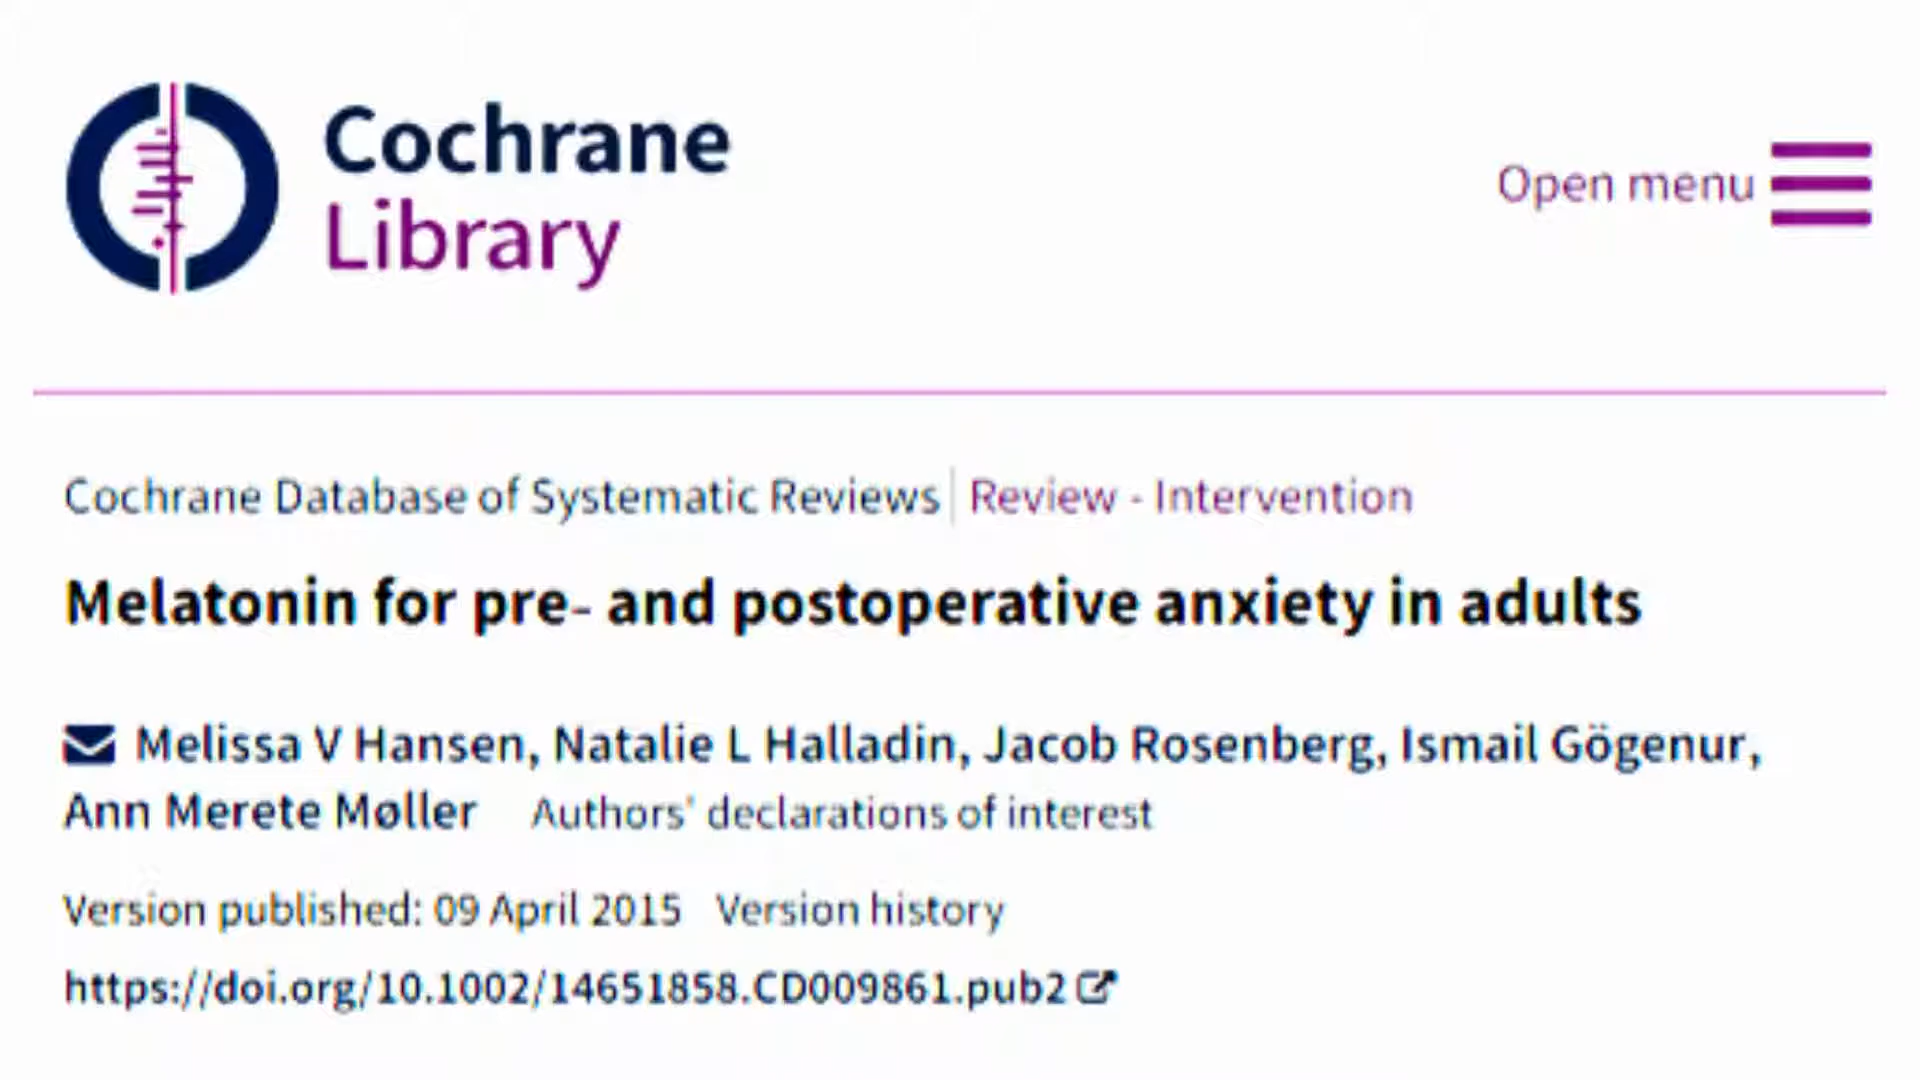 Cochrane
Library
Open menu
Cochrane Database of Systematic Reviews Review - Intervention
Melatonin for pre- and postoperative anxiety in adults
Melissa V Hansen, Natalie L Halladin, Jacob Rosenberg, Ismail Gögenur,
Ann Merete Møller Authors' declarations of interest
Version published: 09 April 2015 Version history
https://doi.org/10.1002/14651858.CD009861.pub2